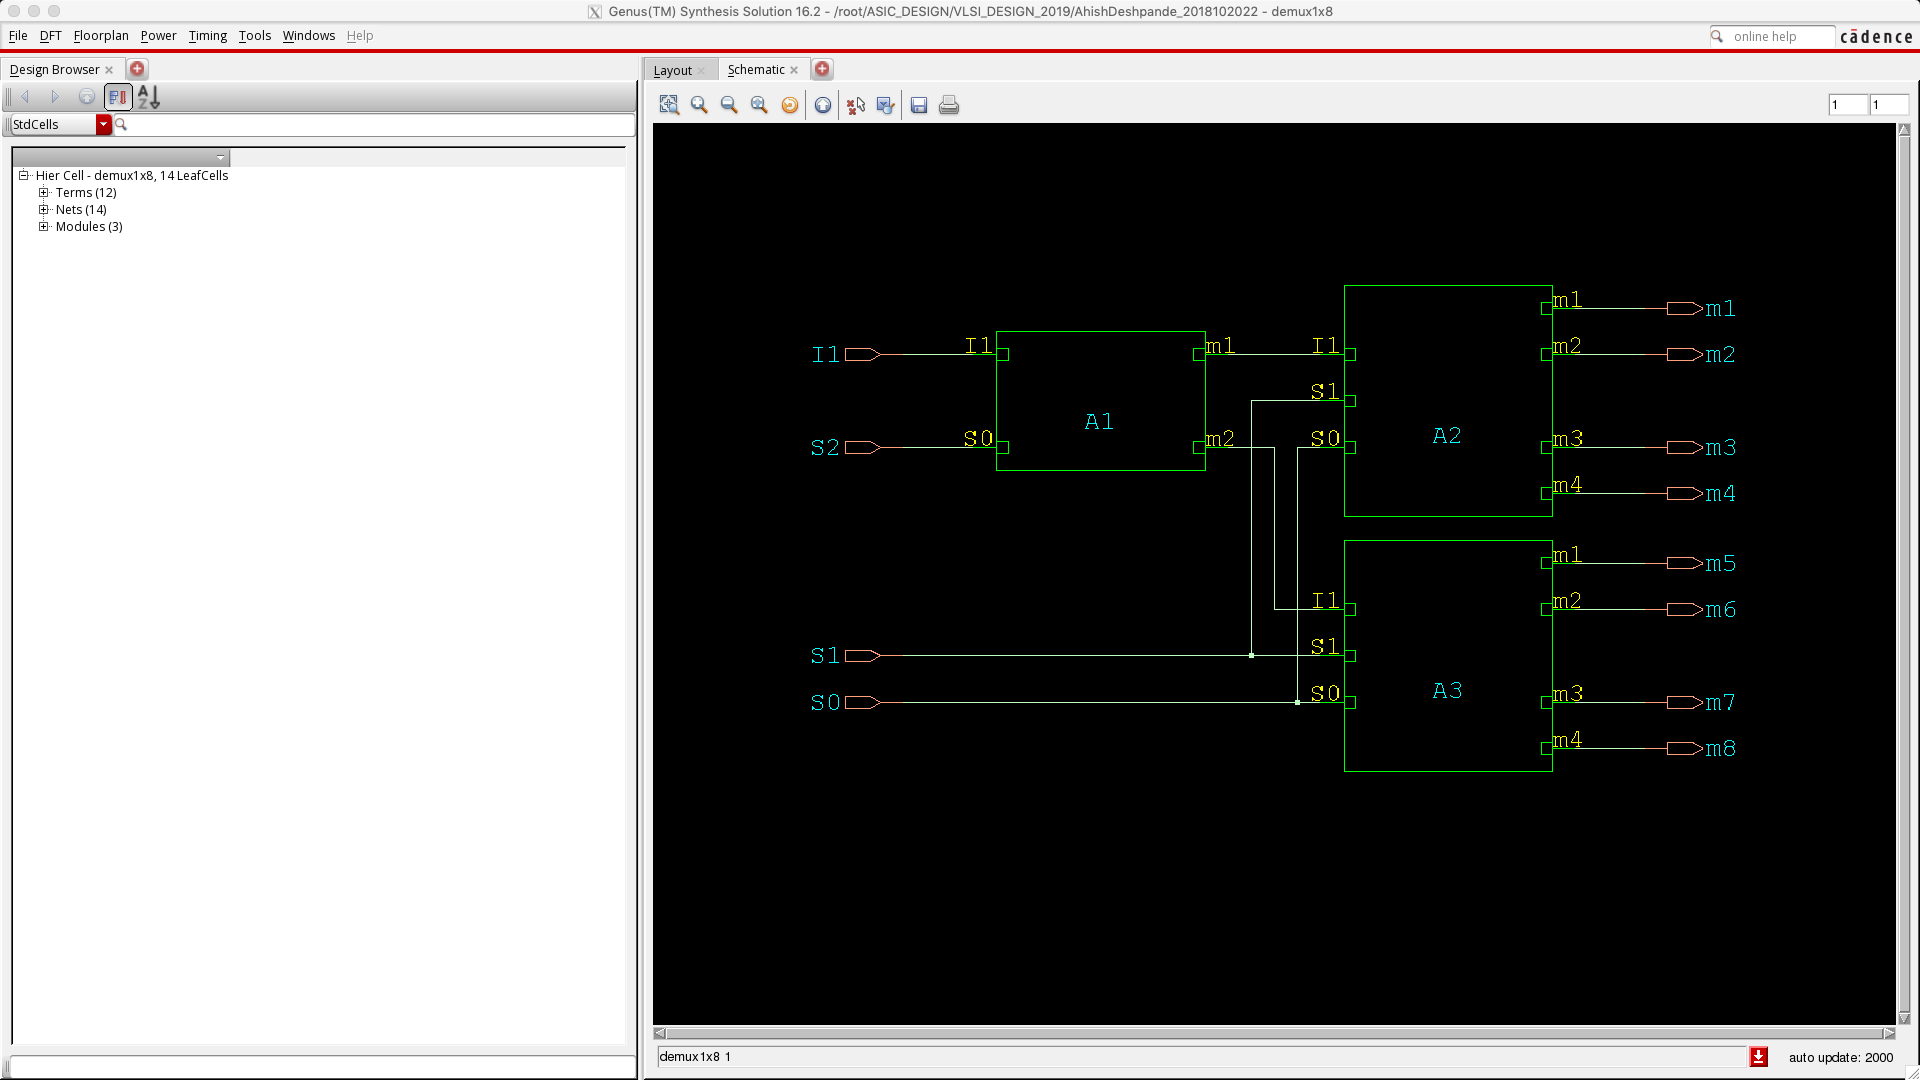 Genus(TM) Synthesis Solution 16.2 - /root/ASIC_DESIGN/VLSI_DESIGN_2019/AhishDeshpande_2018102022 - demux1x8
File DFT Floorplan Power Timing Tools Windows Help
online help
cādence
Design Browser
Layout
Schematic
A
Z
1
1
StdCells
Hier Cell - demux1x8, 14 LeafCells
Terms (12)
Nets (14)
Modules (3)
I1 I1 m1 I1 m1 m1
m2 m2
S1
A1
S2 S0 m2 S0 A2 m3 m3
m4 m4
m1 m5
I1 m2 m6
S1 S1
S0 S0 A3 m3 m7
m4 m8
demux1x8 1
auto update: 2000